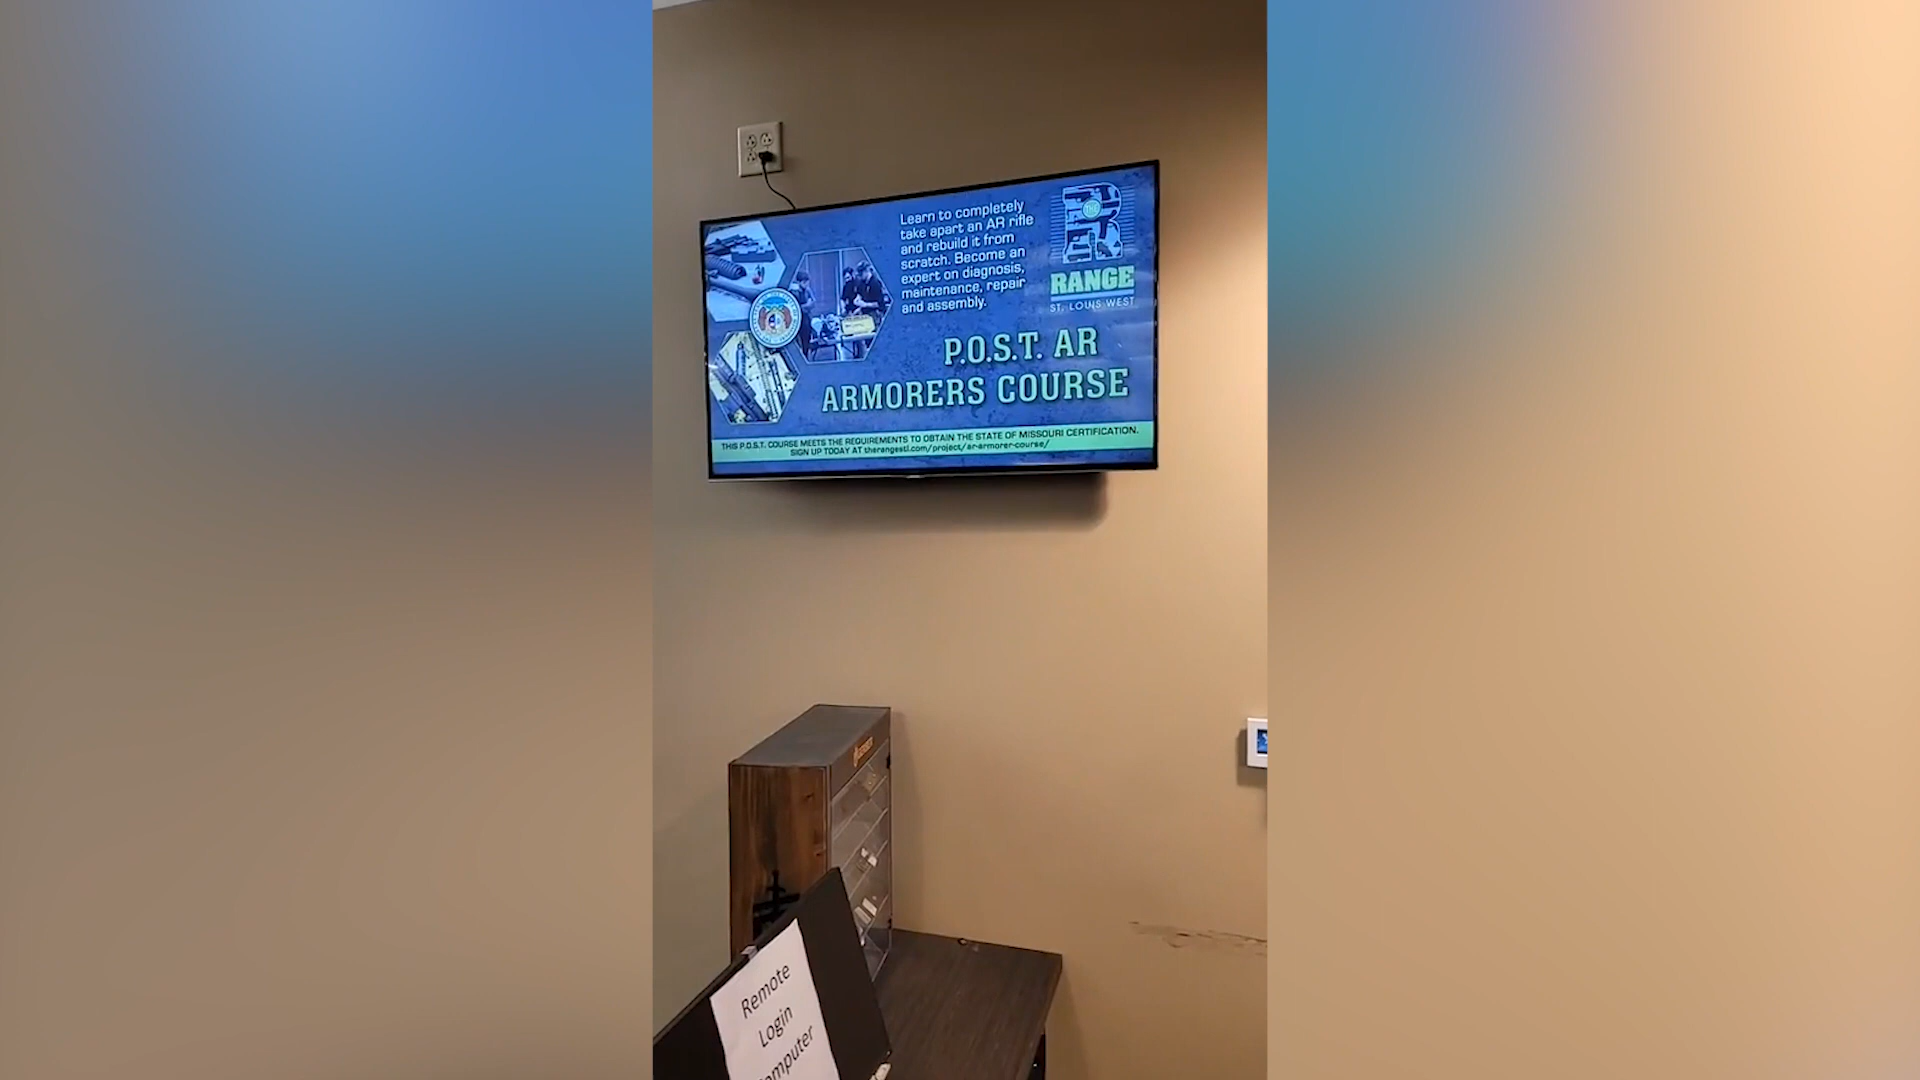 Learn to completely
take apart an AR rifle
and rebuild it from
scratch. Become an
expert on diagnosis,
maintenance, repair
and assembly.
THE
RANGE
ST. LOUIS WEST
P.O.S.T. AR
ARMORERS COURSE
THIS P.O.S.T. COURSE MEETS THE REQUIREMENTS TO OBTAIN THE STATE OF MISSOURI CERTIFICATION.
SIGN UP TODAY AT therangestl.com/project/ar-armorer-course/
Remote
Login